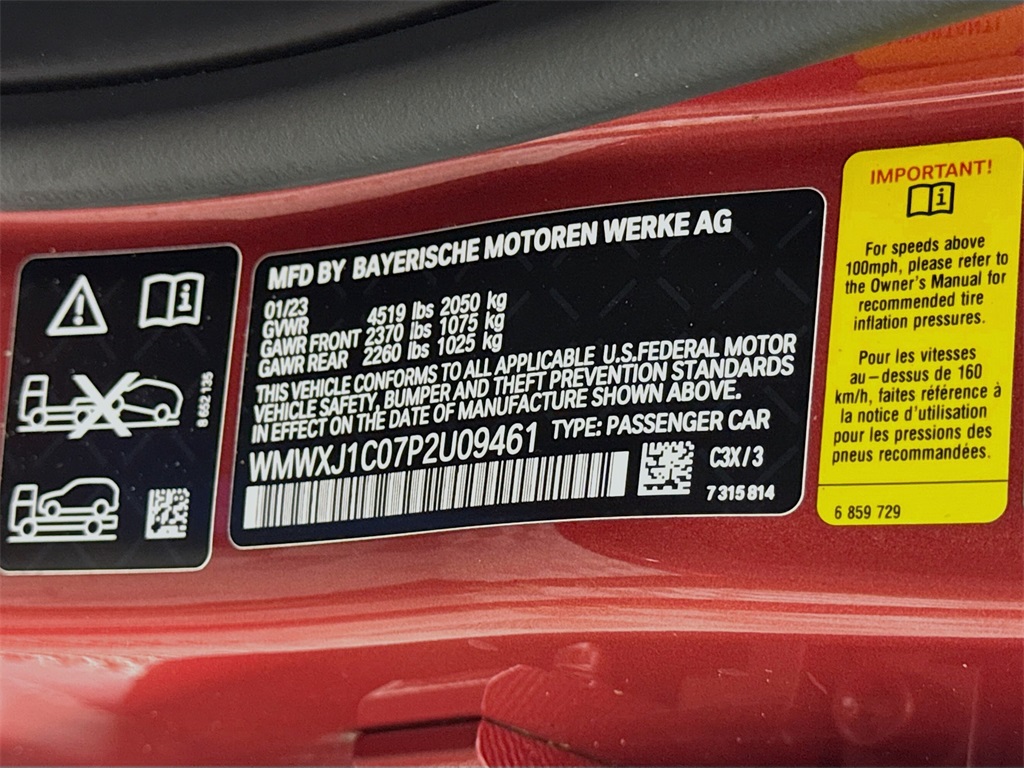 8 652 135
MFD BY BAYERISCHE MOTOREN WERKE AG
01/23
GVWR 4519 lbs 2050 kg
GAWR FRONT 2370 lbs 1075 kg
GAWR REAR 2260 lbs 1025 kg
THIS VEHICLE CONFORMS TO ALL APPLICABLE U.S.FEDERAL MOTOR
VEHICLE SAFETY, BUMPER AND THEFT PREVENTION STANDARDS
IN EFFECT ON THE DATE OF MANUFACTURE SHOWN ABOVE.
WMWXJ1C07P2U09461 TYPE: PASSENGER CAR
C3X/3
7 315 814
IMPORTANT!
For speeds above
100mph, please refer to
the Owner's Manual for
recommended tire
inflation pressures.
Pour les vitesses
au-dessus de 160
km/h, faites référence à
la notice d'utilisation
pour les pressions des
pneus recommandées.
6 859 729